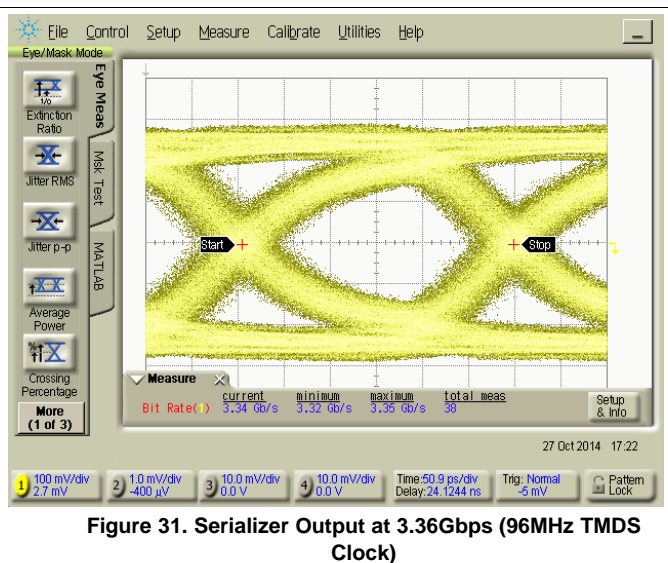 File Control Setup Measure Calibrate Utilities Help
Eye/Mask Mode
Eye Meas
Msk Test
MATLAB
1/0
Extinction
Ratio
Jitter RMS
Jitter p-p
Average
Power
Crossing
Percentage
More
(1 of 3)
Start
Stop
Measure
current minimum maximum total meas
Bit Rate(1) 3.34 Gb/s 3.32 Gb/s 3.35 Gb/s 38
Setup
& Info
27 Oct 2014 17:22
1 100 mV/div
2.7 mV
2 1.0 mV/div
-400 µV
3 10.0 mV/div
0.0 V
4 10.0 mV/div
0.0 V
Time:50.9 ps/div
Delay:24.1244 ns
Trig: Normal
-5 mV
Pattern
Lock
Figure 31. Serializer Output at 3.36Gbps (96MHz TMDS
Clock)